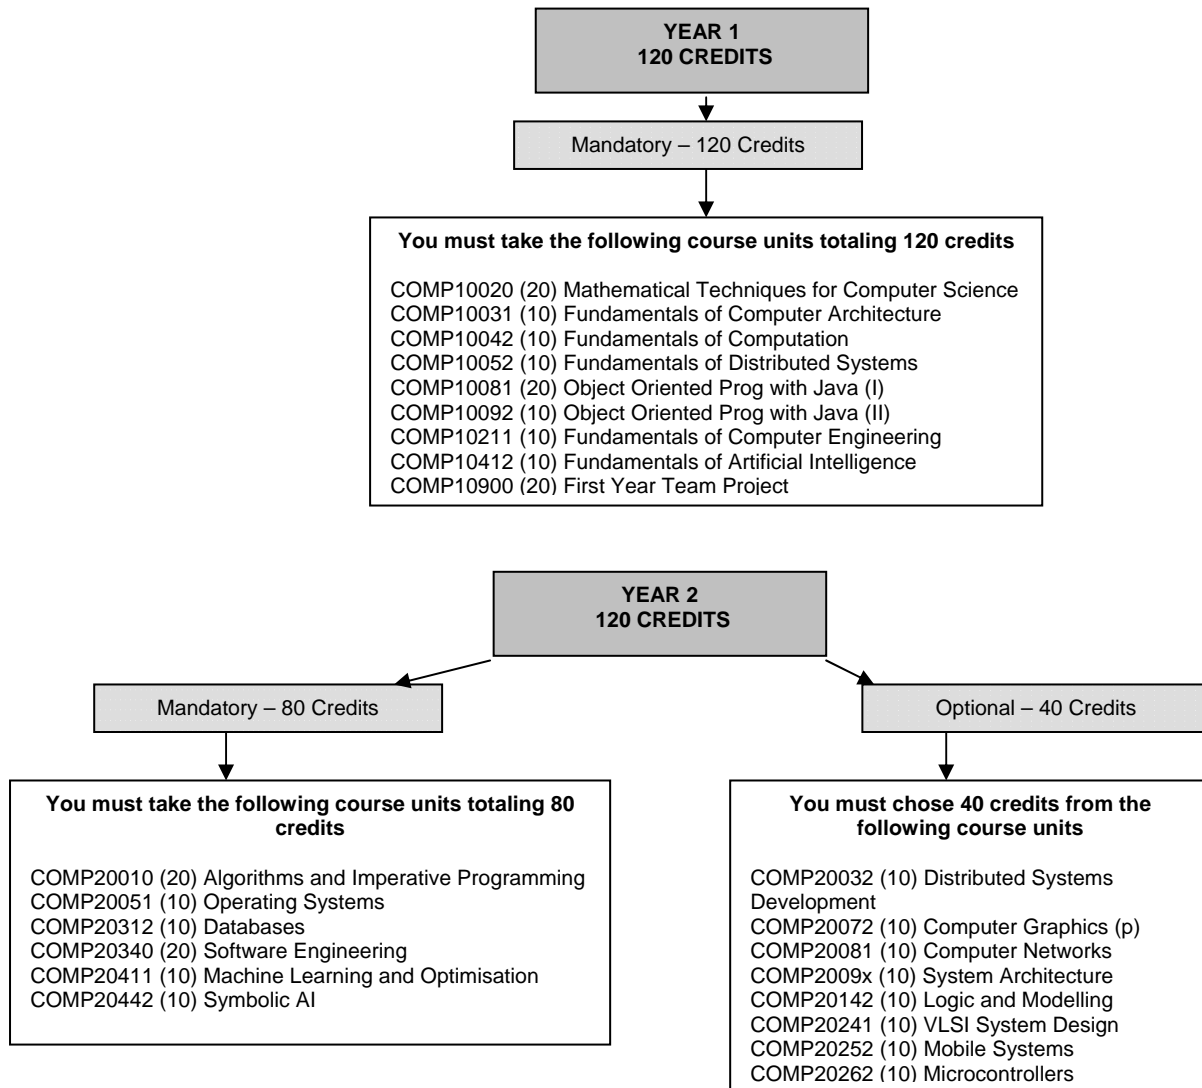 YEAR 1
120 CREDITS
Mandatory – 120 Credits
You must take the following course units totaling 120 credits
COMP10020 (20) Mathematical Techniques for Computer Science
COMP10031 (10) Fundamentals of Computer Architecture
COMP10042 (10) Fundamentals of Computation
COMP10052 (10) Fundamentals of Distributed Systems
COMP10081 (20) Object Oriented Prog with Java (I)
COMP10092 (10) Object Oriented Prog with Java (II)
COMP10211 (10) Fundamentals of Computer Engineering
COMP10412 (10) Fundamentals of Artificial Intelligence
COMP10900 (20) First Year Team Project
YEAR 2
120 CREDITS
Mandatory – 80 Credits
You must take the following course units totaling 80
credits
COMP20010 (20) Algorithms and Imperative Programming
COMP20051 (10) Operating Systems
COMP20312 (10) Databases
COMP20340 (20) Software Engineering
COMP20411 (10) Machine Learning and Optimisation
COMP20442 (10) Symbolic AI
Optional – 40 Credits
You must chose 40 credits from the
following course units
COMP20032 (10) Distributed Systems
Development
COMP20072 (10) Computer Graphics (p)
COMP20081 (10) Computer Networks
COMP2009x (10) System Architecture
COMP20142 (10) Logic and Modelling
COMP20241 (10) VLSI System Design
COMP20252 (10) Mobile Systems
COMP20262 (10) Microcontrollers